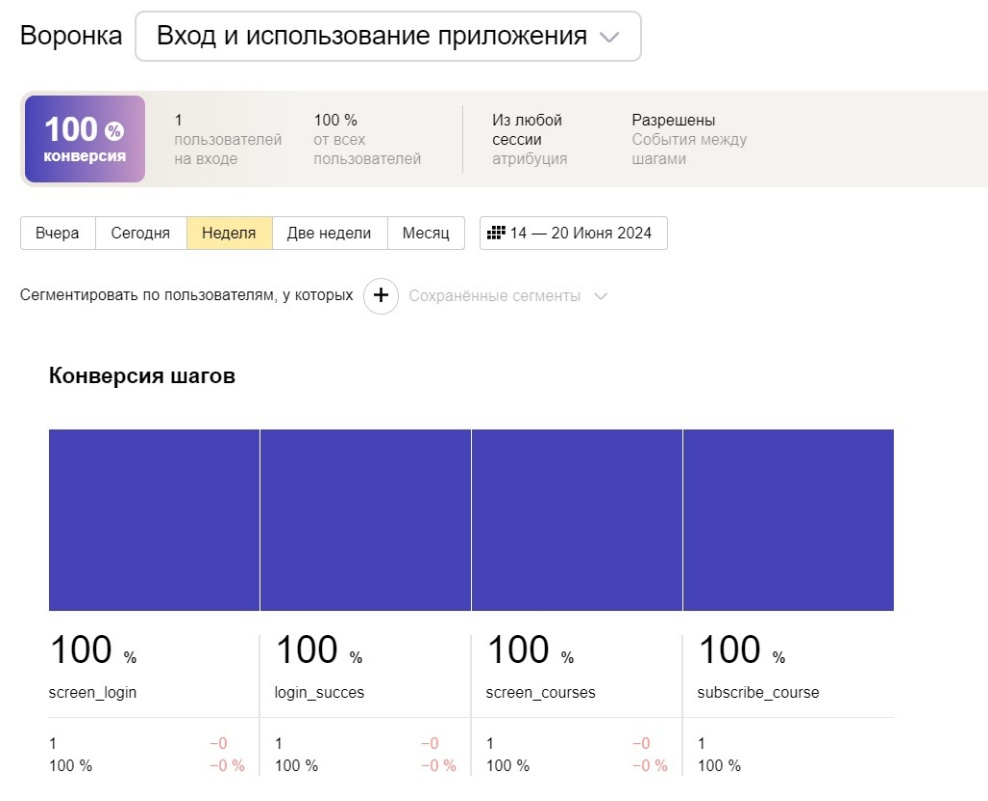 Воронка Вход и использование приложения
100 %
конверсия
1
пользователей
на входе
100 %
от всех
пользователей
Из любой
сессии
атрибуция
Разрешены
События между
шагами
Вчера Сегодня Неделя Две недели Месяц 14 — 20 Июня 2024
Сегментировать по пользователям, у которых + Сохранённые сегменты
Конверсия шагов
100 % 100 % 100 % 100 %
screen_login login_succes screen_courses subscribe_course
1 −0 1 −0 1 −0 1
100 % −0 % 100 % −0 % 100 % −0 % 100 %